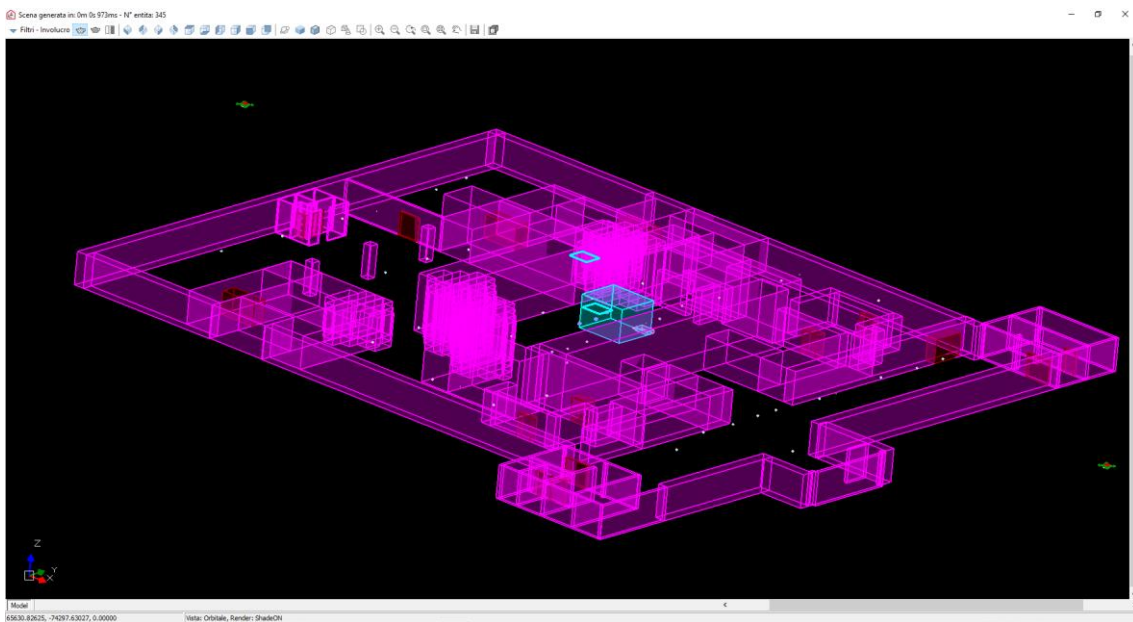 Scena generata in: 0m 0s 973ms - N° entita: 345
Filtri - Involucro
Z
Y
X
Model
65630.82625, -74297.63027, 0.00000 Vista: Orbitale, Render: ShadeON